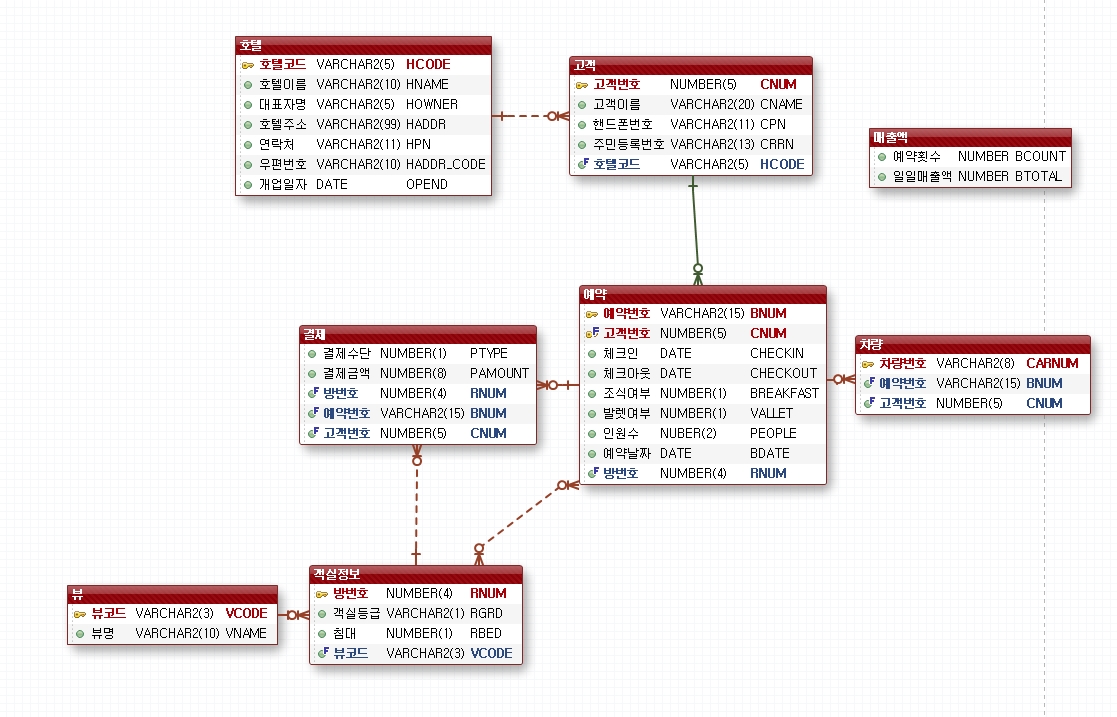 호텔
호텔코드 VARCHAR2(5) HCODE
호텔이름 VARCHAR2(10) HNAME
대표자명 VARCHAR2(5) HOWNER
호텔주소 VARCHAR2(99) HADDR
연락처 VARCHAR2(11) HPN
우편번호 VARCHAR2(10) HADDR_CODE
개업일자 DATE OPEND
고객
고객번호 NUMBER(5) CNUM
고객이름 VARCHAR2(20) CNAME
핸드폰번호 VARCHAR2(11) CPN
주민등록번호 VARCHAR2(13) CRRN
호텔코드 VARCHAR2(5) HCODE
매출액
예약횟수 NUMBER BCOUNT
일일매출액 NUMBER BTOTAL
예약
예약번호 VARCHAR2(15) BNUM
고객번호 NUMBER(5) CNUM
체크인 DATE CHECKIN
체크아웃 DATE CHECKOUT
조식여부 NUMBER(1) BREAKFAST
발렛여부 NUMBER(1) VALLET
인원수 NUBER(2) PEOPLE
예약날짜 DATE BDATE
방번호 NUMBER(4) RNUM
결제
결제수단 NUMBER(1) PTYPE
결제금액 NUMBER(8) PAMOUNT
방번호 NUMBER(4) RNUM
예약번호 VARCHAR2(15) BNUM
고객번호 NUMBER(5) CNUM
차량
차량번호 VARCHAR2(8) CARNUM
예약번호 VARCHAR2(15) BNUM
고객번호 NUMBER(5) CNUM
객실정보
방번호 NUMBER(4) RNUM
객실등급 VARCHAR2(1) RGRD
침대 NUMBER(1) RBED
뷰코드 VARCHAR2(3) VCODE
뷰
뷰코드 VARCHAR2(3) VCODE
뷰명 VARCHAR2(10) VNAME